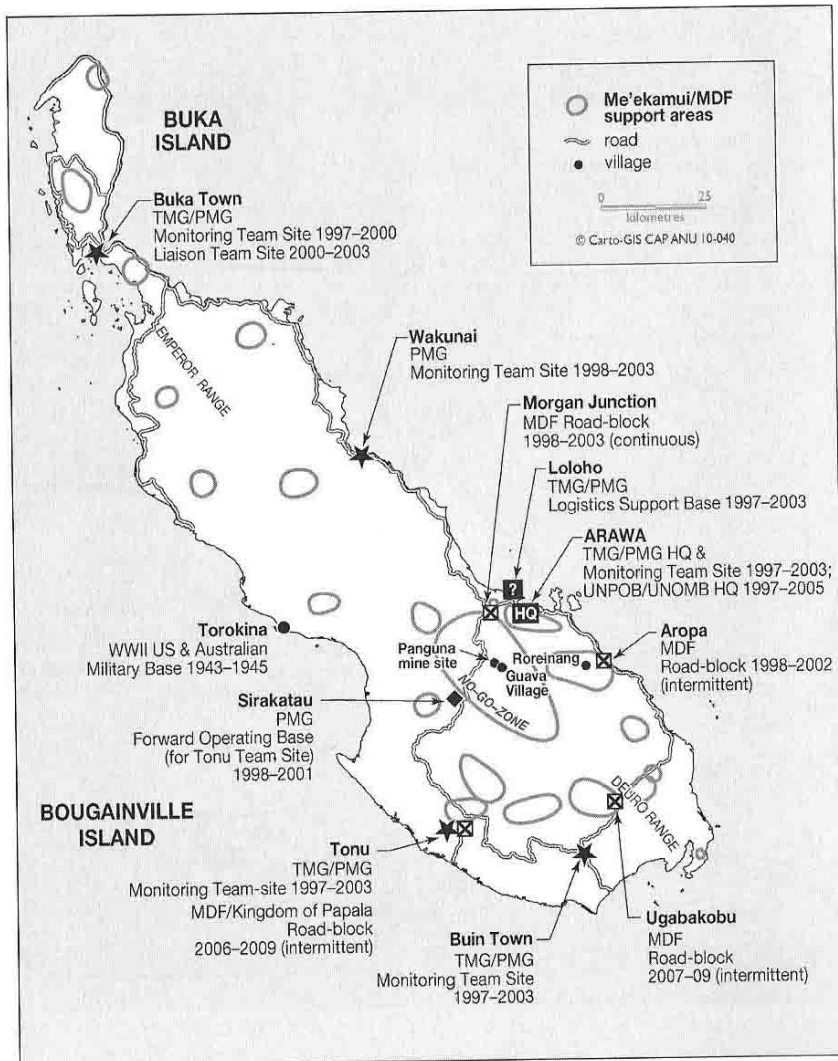 Me'ekamui/MDF
support areas
road
village
0 25
kilometres
© Carto-GIS CAP ANU 10-040
BUKA
ISLAND
Buka Town
TMG/PMG
Monitoring Team Site 1997–2000
Liaison Team Site 2000–2003
EMPEROR RANGE
Wakunai
PMG
Monitoring Team Site 1998–2003
Morgan Junction
MDF Road-block
1998–2003 (continuous)
Loloho
TMG/PMG
Logistics Support Base 1997–2003
ARAWA
TMG/PMG HQ &
Monitoring Team Site 1997–2003;
UNPOB/UNOMB HQ 1997–2005
?
HQ
Torokina
WWII US & Australian
Military Base 1943–1945
Panguna
mine site
Roreinang
Guava
Village
Aropa
MDF
Road-block 1998–2002
(intermittent)
NO-GO-ZONE
Sirakatau
PMG
Forward Operating Base
(for Tonu Team Site)
1998–2001
BOUGAINVILLE
ISLAND
DEURO RANGE
Tonu
TMG/PMG
Monitoring Team-site 1997–2003
MDF/Kingdom of Papala
Road-block
2006–2009 (intermittent)
Buin Town
TMG/PMG
Monitoring Team Site
1997–2003
Ugabakobu
MDF
Road-block
2007–09 (intermittent)